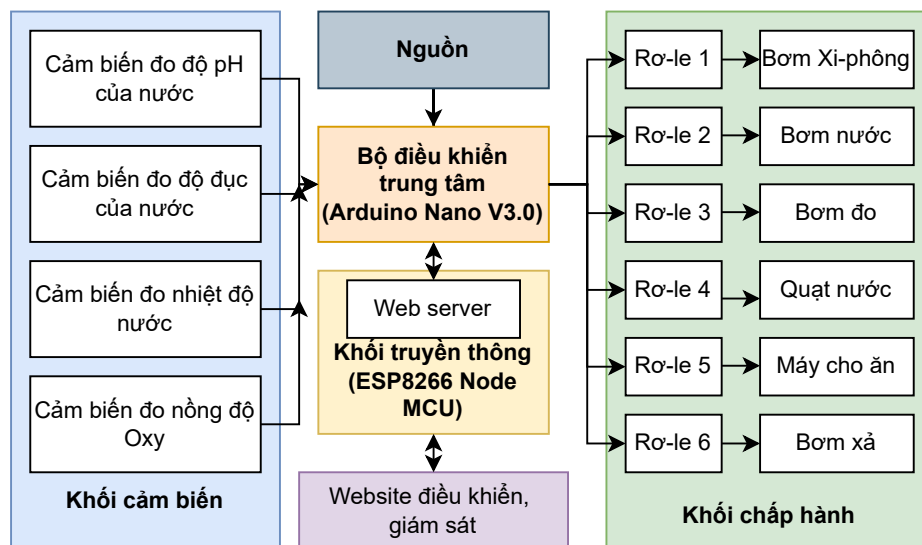 Cảm biến đo độ pH
của nước
Cảm biến đo độ đục
của nước
Cảm biến đo nhiệt độ
nước
Cảm biến đo nồng độ
Oxy
Khối cảm biến
Nguồn
Bộ điều khiển
trung tâm
(Arduino Nano V3.0)
Web server
Khối truyền thông
(ESP8266 Node
MCU)
Website điều khiển,
giám sát
Rơ-le 1
Bơm Xi-phông
Rơ-le 2
Bơm nước
Rơ-le 3
Bơm đo
Rơ-le 4
Quạt nước
Rơ-le 5
Máy cho ăn
Rơ-le 6
Bơm xả
Khối chấp hành